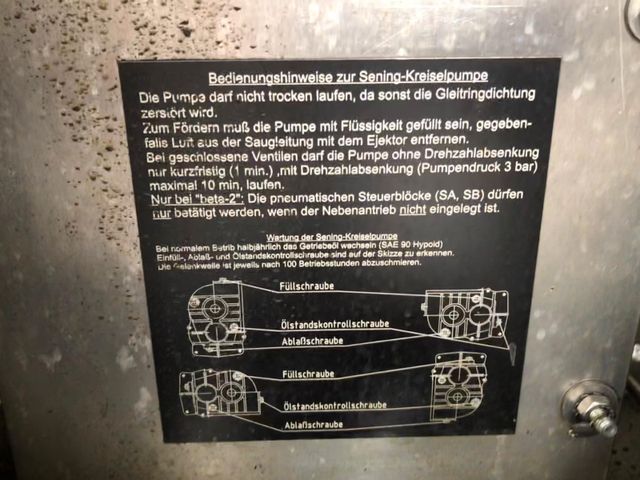 Bedienungshinweise zur Sening-Kreiselpumpe
Die Pumpe darf nicht trocken laufen, da sonst die Gleitringdichtung
zerstört wird.
Zum Fördern muß die Pumpe mit Flüssigkeit gefüllt sein, gegeben-
falls Luft aus der Saugleitung mit dem Ejektor entfernen.
Bei geschlossene Ventilen darf die Pumpe ohne Drehzahlabsenkung
nur kurzfristig (1 min.) ,mit Drehzahlabsenkung (Pumpendruck 3 bar)
maximal 10 min, laufen.
Nur bei "beta-2": Die pneumatischen Steuerblöcke (SA, SB) dürfen
nur batätigt werden, wenn der Nebenantrieb nicht eingelegt ist.
Wartung der Sening-Kreiselpumpe
Bei normalem Betrib halbjährlich das Getriebeöl wechseln (SAE 90 Hypoid)
Einfüll-, Ablaß- und Ölstandskontrollschraube sind auf der Skizze zu erkennen.
Die Gelenkwelle ist jeweils nach 100 Betriebsstunden abzuschmieren.
Füllschraube
Ölstandskontrollschraube
Ablaßschraube
Füllschraube
Ölstandskontrollschraube
Ablaßschraube